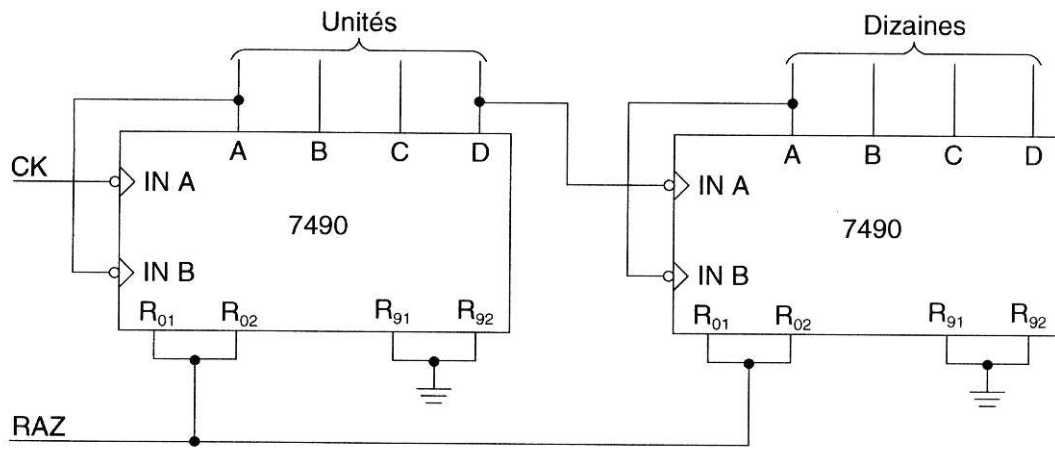 Unités
Dizaines
A B C D
A B C D
CK
IN A
IN A
7490
7490
IN B
IN B
R01 R02 R91 R92
R01 R02 R91 R92
RAZ